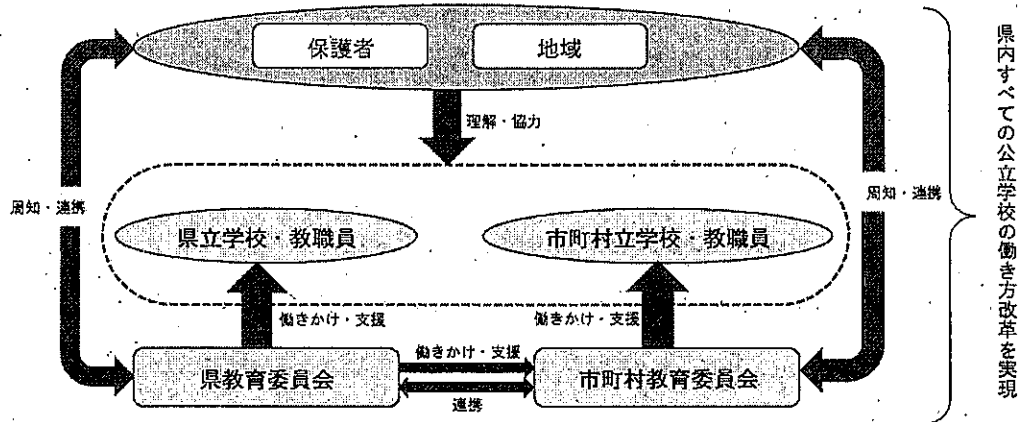 保護者
地域
理解・協力
周知・連携
周知・連携
県立学校・教職員
市町村立学校・教職員
働きかけ・支援
働きかけ・支援
県教育委員会
働きかけ・支援
連携
市町村教育委員会
県内すべての公立学校の働き方改革を実現